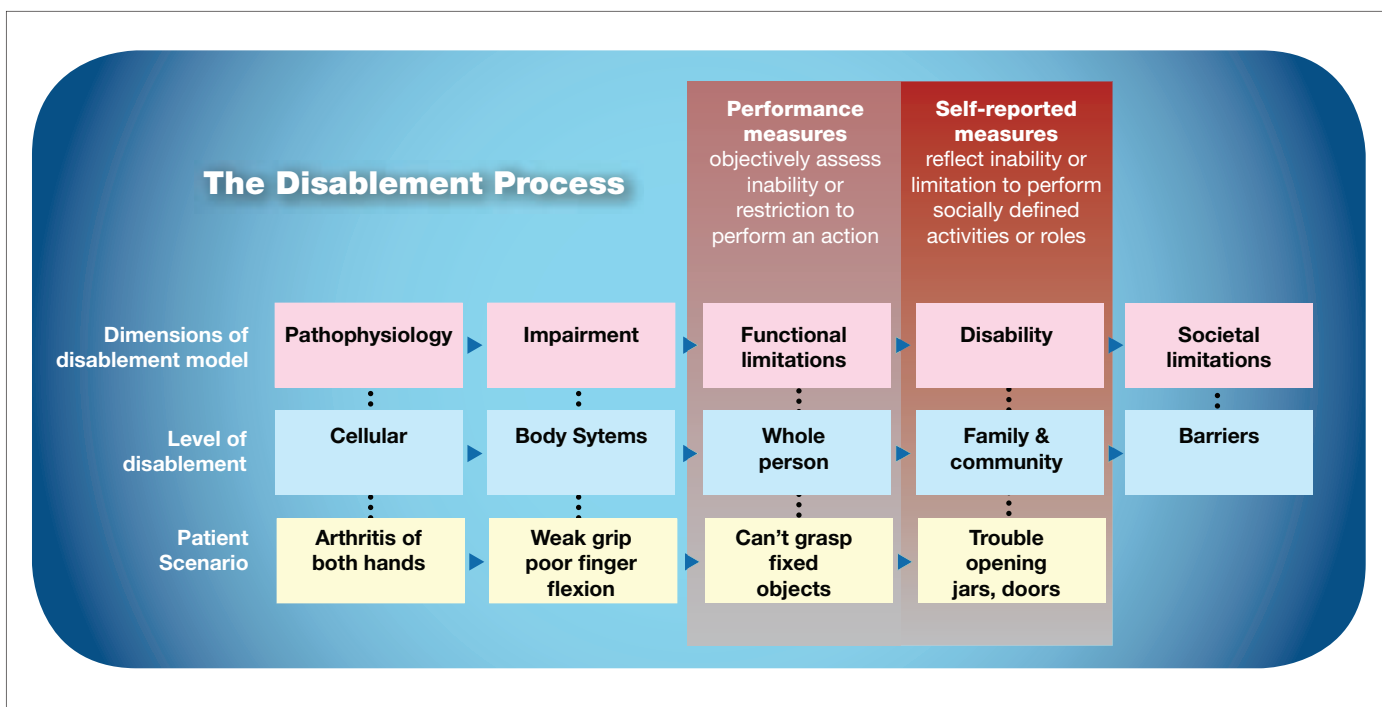 The Disablement Process
Performance
measures
objectively assess
inability or
restriction to
perform an action
Self-reported
measures
reflect inability or
limitation to perform
socially defined
activities or roles
Dimensions of
disablement model
Pathophysiology
Impairment
Functional
limitations
Disability
Societal
limitations
Level of
disablement
Cellular
Body Sytems
Whole
person
Family &
community
Barriers
Patient
Scenario
Arthritis of
both hands
Weak grip
poor finger
flexion
Can’t grasp
fixed
objects
Trouble
opening
jars, doors